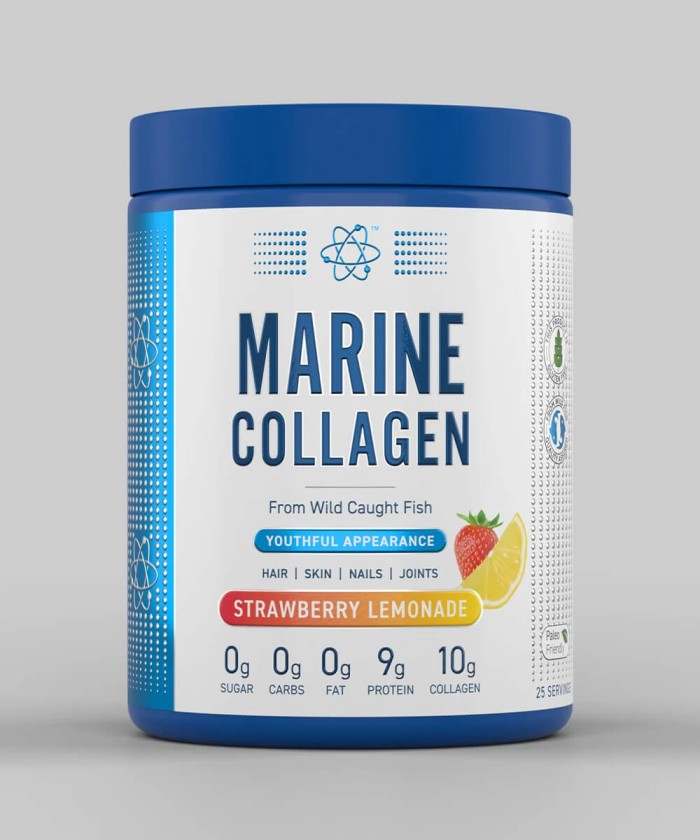 ™
MARINE
COLLAGEN
From Wild Caught Fish
YOUTHFUL APPEARANCE
HAIR | SKIN | NAILS | JOINTS
STRAWBERRY LEMONADE
0g 0g 0g 9g 10g
SUGAR CARBS FAT PROTEIN COLLAGEN
Paleo
Friendly
25 SERVINGS